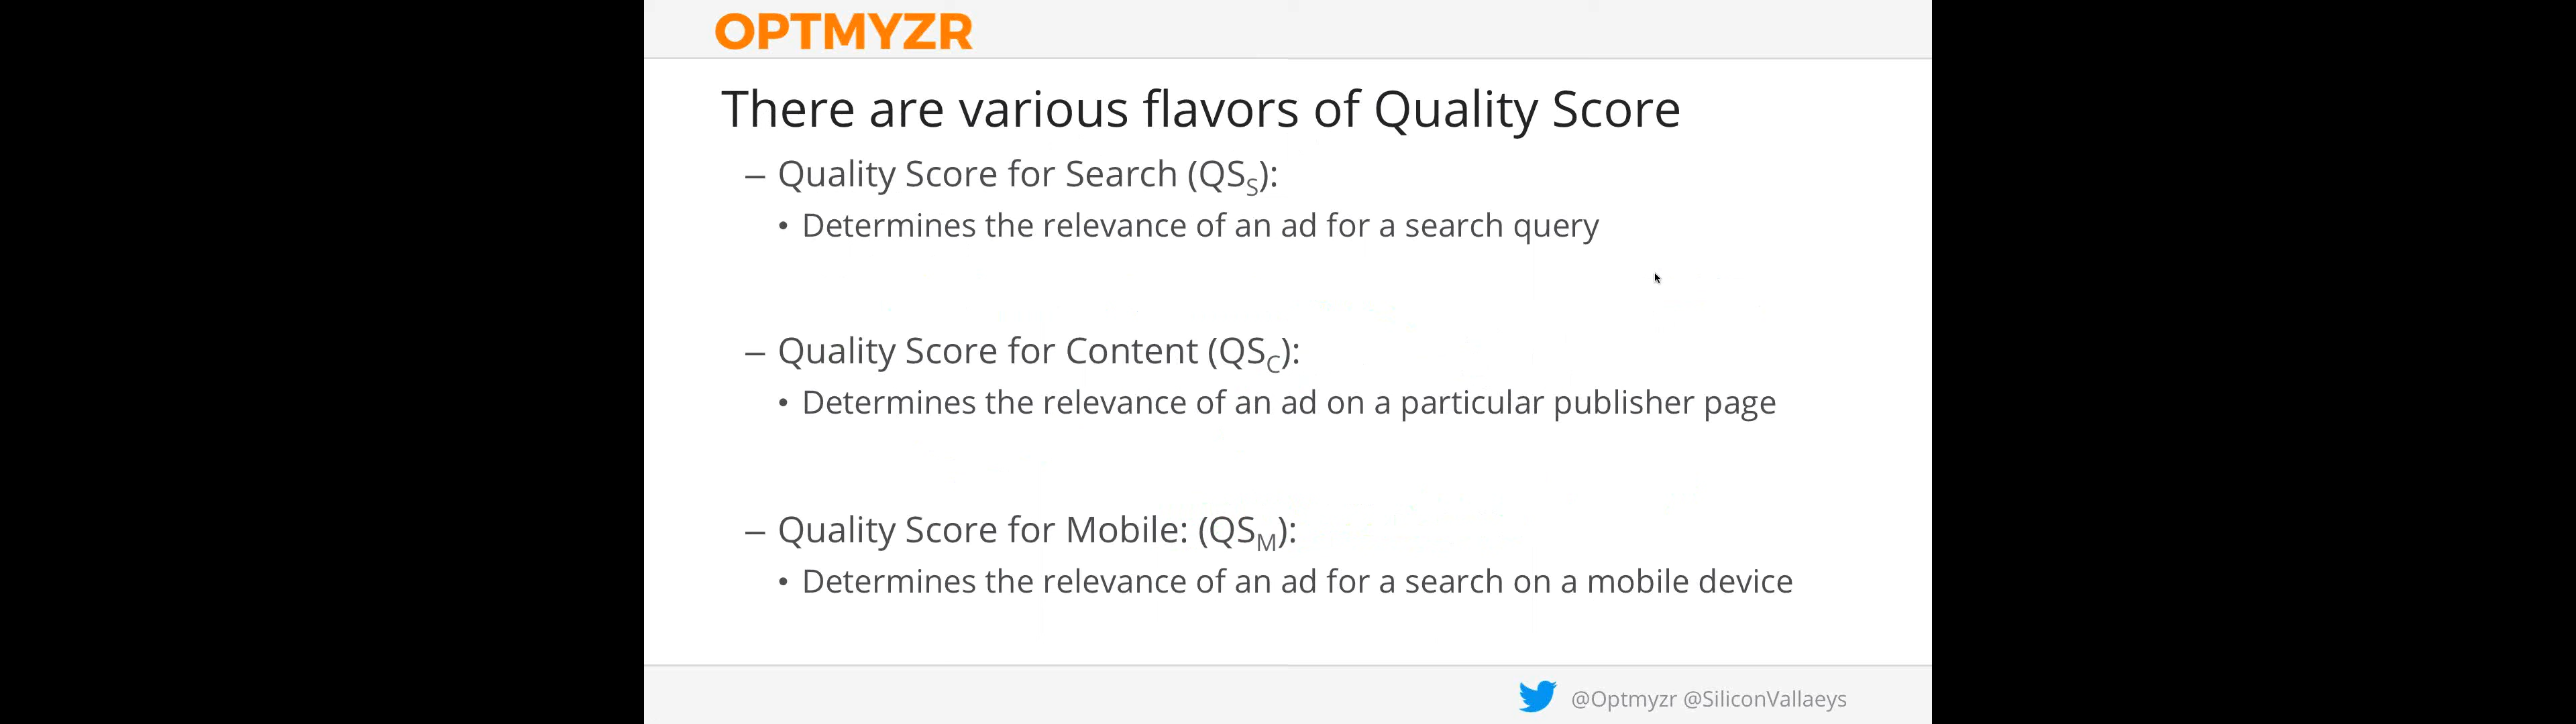 OPTMYZR
There are various flavors of Quality Score
– Quality Score for Search (QSS):
• Determines the relevance of an ad for a search query
– Quality Score for Content (QSC):
• Determines the relevance of an ad on a particular publisher page
– Quality Score for Mobile: (QSM):
• Determines the relevance of an ad for a search on a mobile device
@Optmyzr @SiliconVallaeys